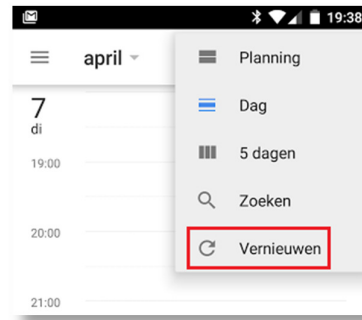 19:38
april
7
di
19:00
20:00
21:00
Planning
Dag
5 dagen
Zoeken
Vernieuwen